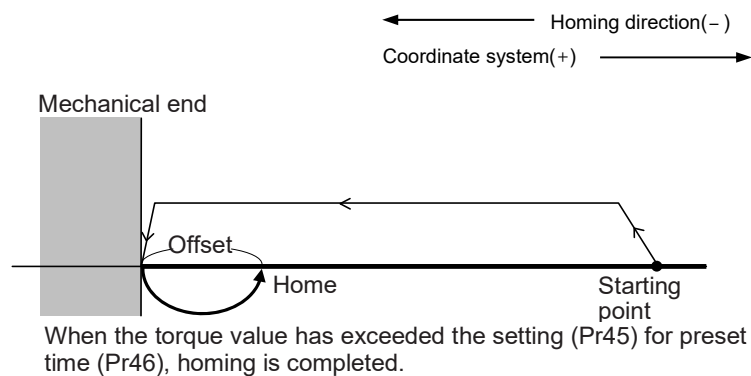 Homing direction(−)
Coordinate system(+)
Mechanical end
Offset
Home
Starting
point
When the torque value has exceeded the setting (Pr45) for preset
time (Pr46), homing is completed.